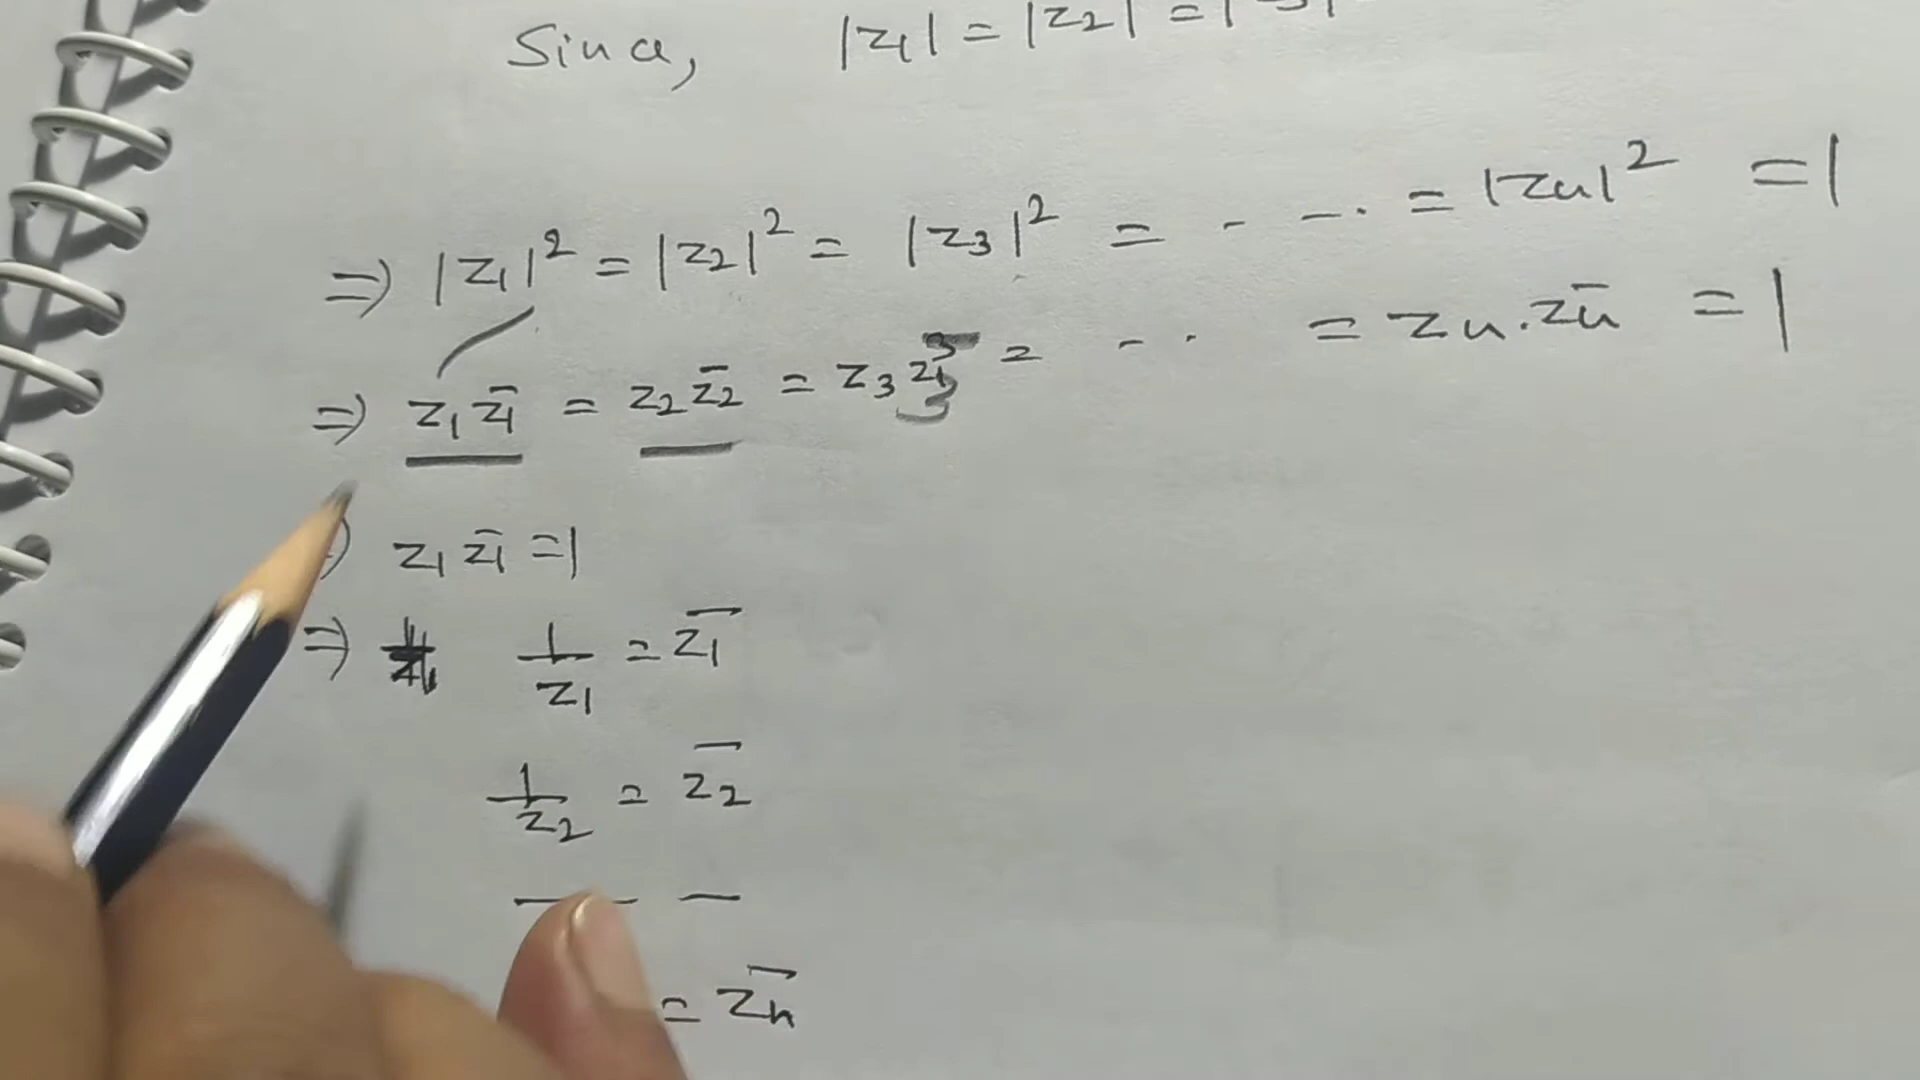 Since, |z₁| = |z₂| = |z₃|
⇒ |z₁|² = |z₂|² = |z₃|² = - - . = |zn|² = 1
⇒ z₁z̄₁ = z₂z̄₂ = z₃z̄₃ = - . = zn.z̄n = 1
⇒ z₁z̄₁ = 1
⇒ 1/z₁ = z̄₁
1/z₂ = z̄₂
— - —
= z̄n